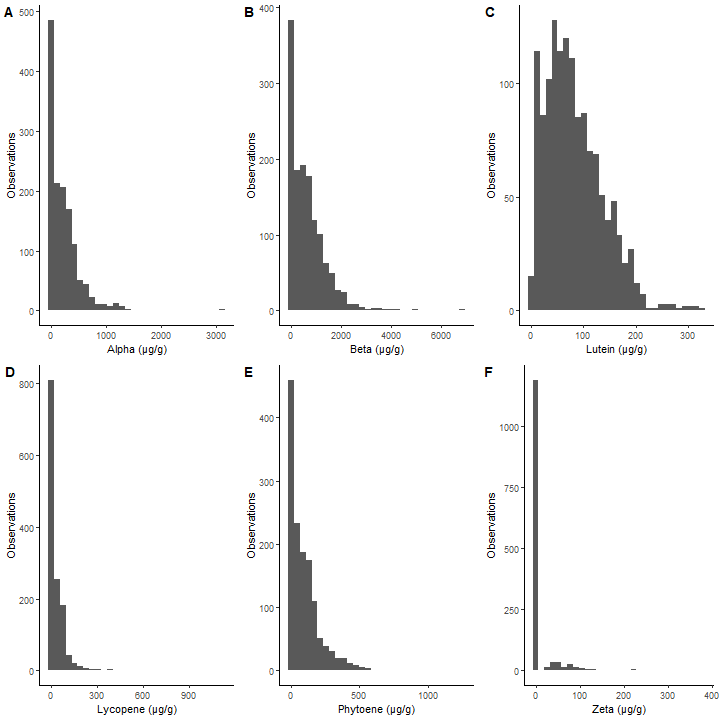 A
B
C
500
400
300
200
100
0
Observations
0
1000
2000
3000
Alpha (µg/g)
400
300
200
100
0
Observations
0
2000
4000
6000
Beta (µg/g)
100
50
0
Observations
0
100
200
300
Lutein (µg/g)
D
E
F
800
600
400
200
0
Observations
0
300
600
900
Lycopene (µg/g)
400
300
200
100
0
Observations
0
500
1000
Phytoene (µg/g)
1000
750
500
250
0
Observations
0
100
200
300
400
Zeta (µg/g)